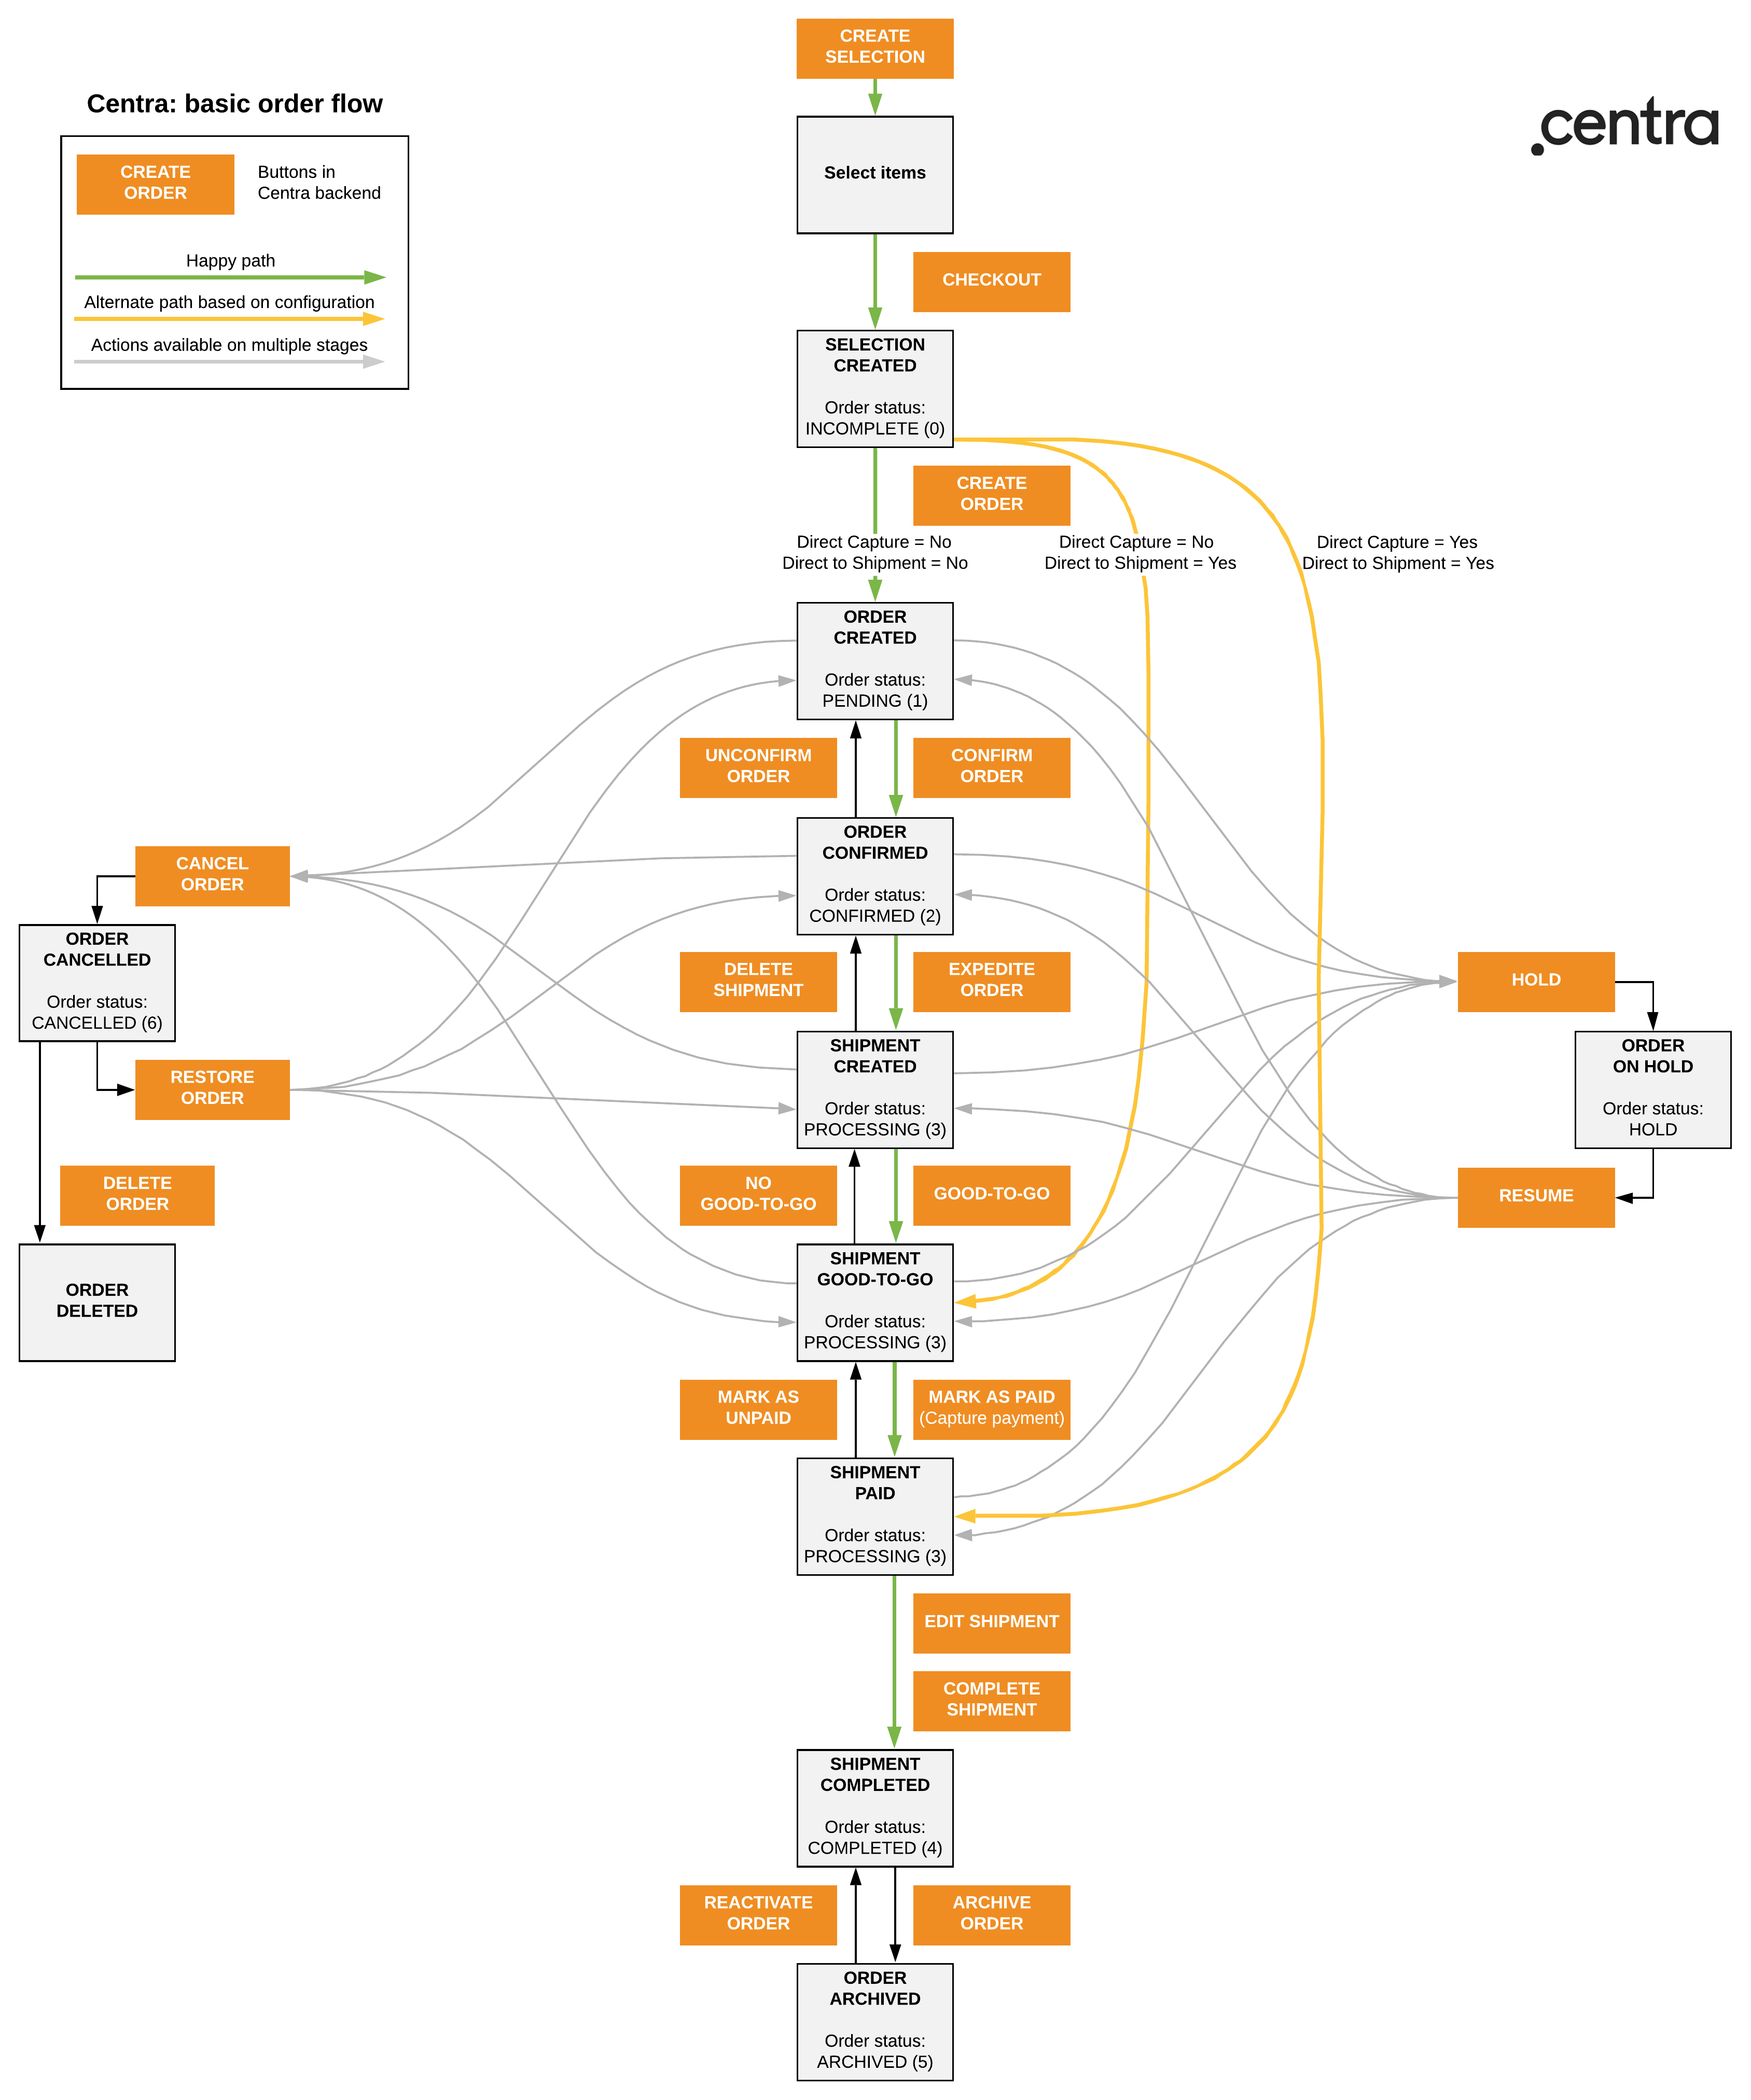 CREATE
SELECTION
Centra: basic order flow
centra
CREATE
ORDER
Buttons in
Centra backend
Happy path
Alternate path based on configuration
Actions available on multiple stages
Select items
CHECKOUT
SELECTION
CREATED
Order status:
INCOMPLETE (0)
CREATE
ORDER
Direct Capture = No
Direct to Shipment = No
Direct Capture = No
Direct to Shipment = Yes
Direct Capture = Yes
Direct to Shipment = Yes
ORDER
CREATED
Order status:
PENDING (1)
UNCONFIRM
ORDER
CONFIRM
ORDER
ORDER
CONFIRMED
Order status:
CONFIRMED (2)
CANCEL
ORDER
ORDER
CANCELLED
Order status:
CANCELLED (6)
DELETE
SHIPMENT
EXPEDITE
ORDER
HOLD
SHIPMENT
CREATED
Order status:
PROCESSING (3)
ORDER
ON HOLD
Order status:
HOLD
RESTORE
ORDER
DELETE
ORDER
NO
GOOD-TO-GO
GOOD-TO-GO
RESUME
ORDER
DELETED
SHIPMENT
GOOD-TO-GO
Order status:
PROCESSING (3)
MARK AS
UNPAID
MARK AS PAID
(Capture payment)
SHIPMENT
PAID
Order status:
PROCESSING (3)
EDIT SHIPMENT
COMPLETE
SHIPMENT
SHIPMENT
COMPLETED
Order status:
COMPLETED (4)
REACTIVATE
ORDER
ARCHIVE
ORDER
ORDER
ARCHIVED
Order status:
ARCHIVED (5)